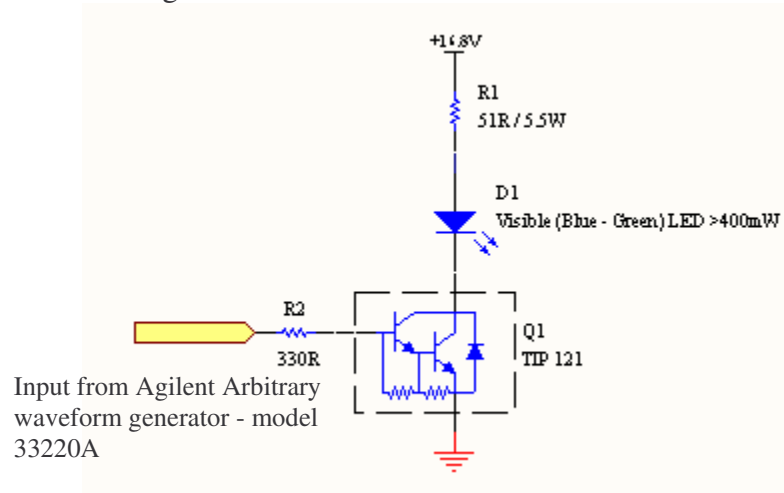 +16.8V
R1
51R / 5.5W
D1
Visible (Blue - Green) LED >400mW
R2
330R
Q1
TIP 121
Input from Agilent Arbitrary
waveform generator - model
33220A